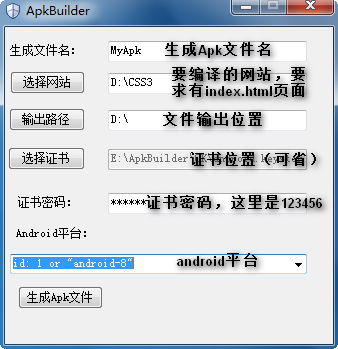 ApkBuilder
生成文件名: MyApk 生成Apk文件名
选择网站 D:\CSS3 要编译的网站，要
求有index.html页面
输出路径 D:\ 文件输出位置
选择证书 E:\ApkBuilder 证书位置（可省）
证书密码: ****** 证书密码，这里是123456
Android平台:
id: 1 or "android-8" android平台
生成Apk文件